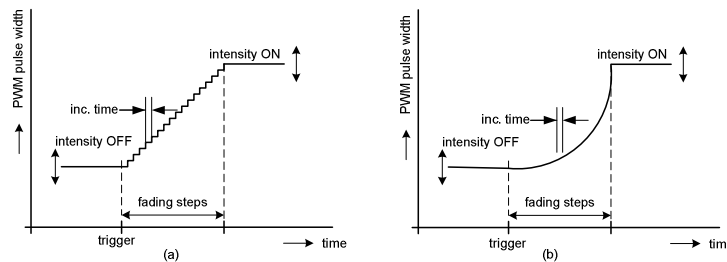 (a)
PWM pulse width
intensity ON
inc. time
intensity OFF
fading steps
trigger
time
(a)
(b)
PWM pulse width
intensity ON
inc. time
intensity OFF
fading steps
trigger
tim
(b)